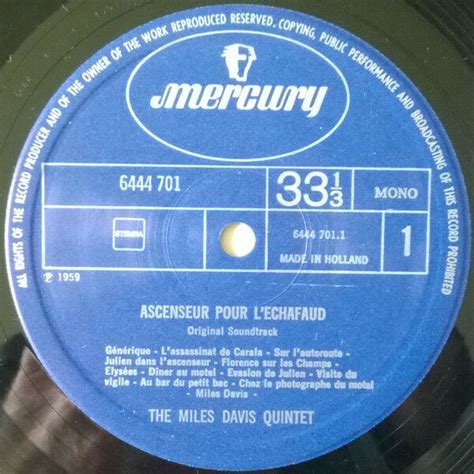 ALL RIGHTS OF THE RECORD PRODUCER AND OF THE OWNER OF THE WORK REPRODUCED RESERVED. COPYING, PUBLIC PERFORMANCE AND BROADCASTING OF THIS RECORD PROHIBITED
mercury
6444 701
33⅓
MONO
STEMRA
6444 701.1
MADE IN HOLLAND
1
℗ 1959
ASCENSEUR POUR L'ECHAFAUD
Original Soundtrack
Générique - L'assassinat de Carala - Sur l'autoroute -
Julien dans l'ascenseur - Florence sur les Champs
Elysées - Diner au motel - Evasion de Julien - Visite du
vigile - Au bar du petit bac - Chez le photographe du motel
- Miles Davis -
THE MILES DAVIS QUINTET